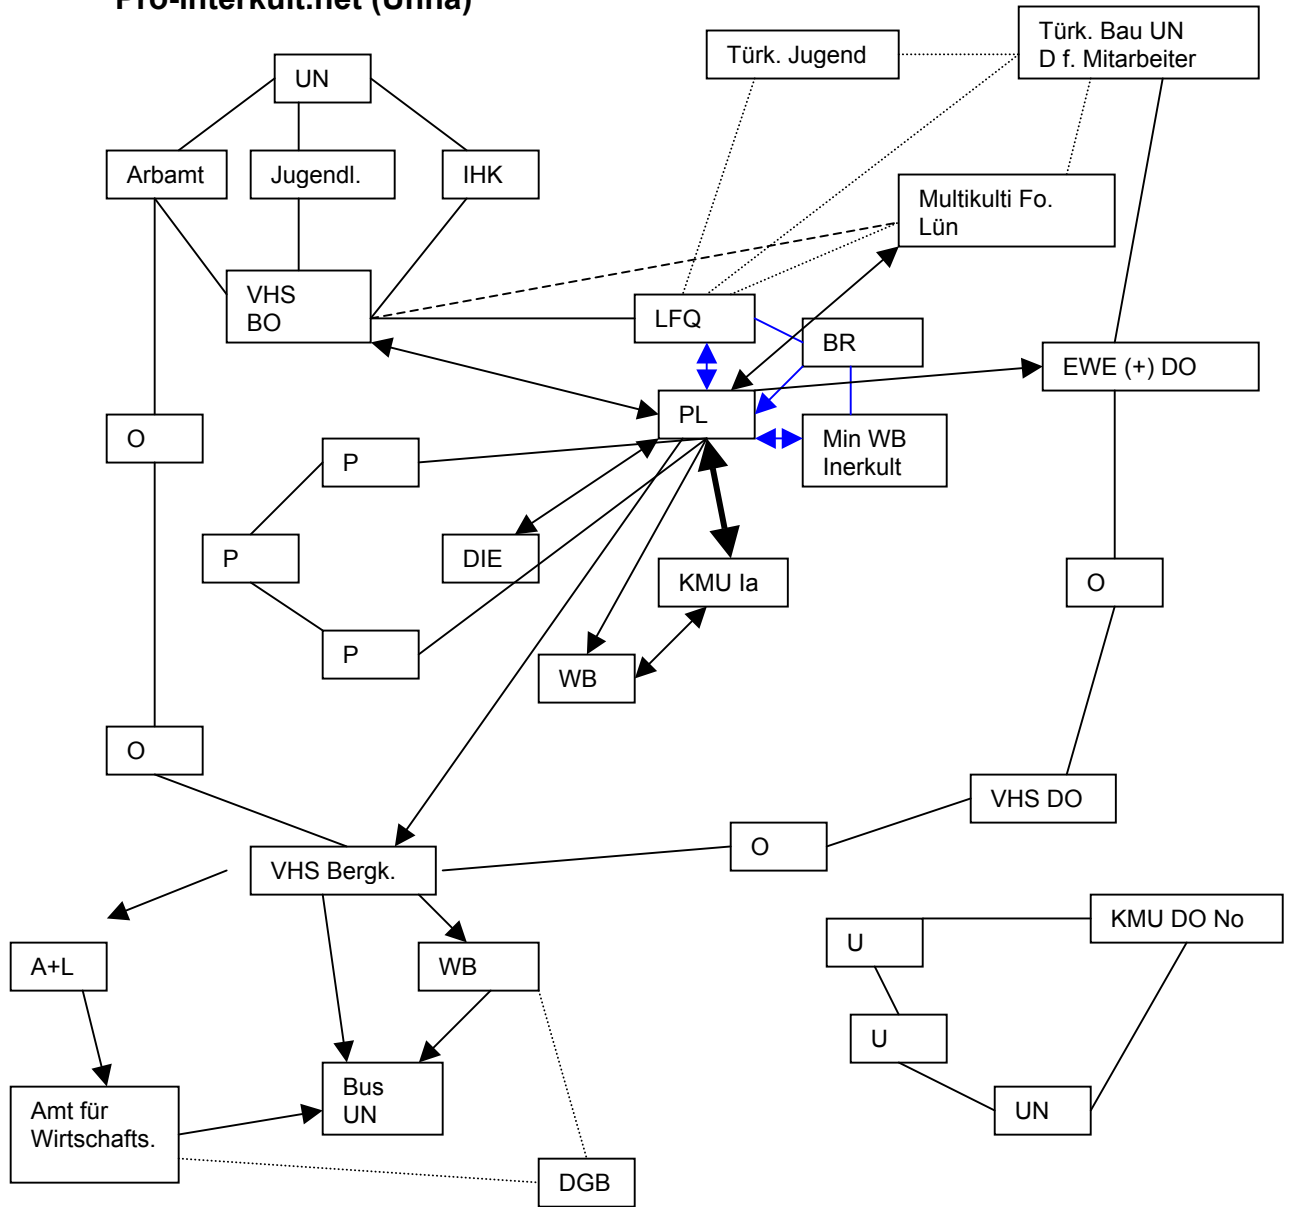 Pro-Interkult.net (Unna)
Türk. Bau UN
D f. Mitarbeiter
Türk. Jugend
UN
Arbamt
Jugendl.
IHK
Multikulti Fo.
Lün
VHS
BO
LFQ
BR
EWE (+) DO
PL
O
Min WB
Inerkult
P
P
DIE
KMU Ia
O
P
WB
O
VHS DO
O
VHS Bergk.
KMU DO No
U
A+L
WB
U
Bus
UN
Amt für
Wirtschafts.
UN
DGB